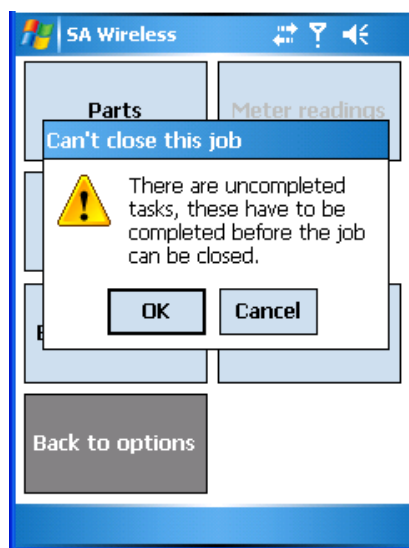 SA Wireless
Parts
Meter readings
Can't close this job
There are uncompleted
tasks, these have to be
completed before the job
can be closed.
OK
Cancel
Back to options